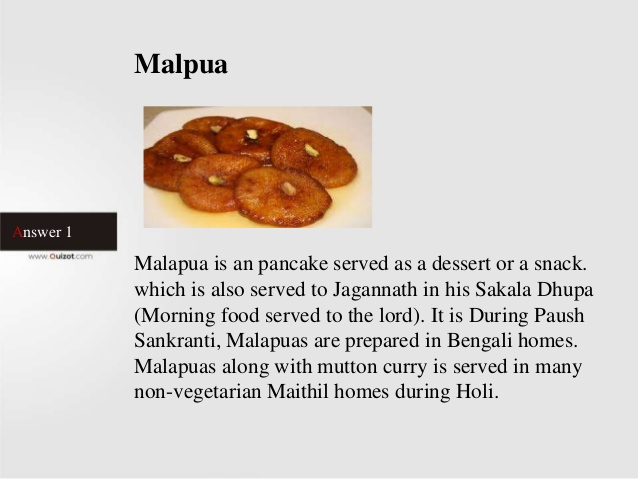 Malpua
Answer 1
www.Quizot.com
Malapua is an pancake served as a dessert or a snack.
which is also served to Jagannath in his Sakala Dhupa
(Morning food served to the lord). It is During Paush
Sankranti, Malapuas are prepared in Bengali homes.
Malapuas along with mutton curry is served in many
non-vegetarian Maithil homes during Holi.